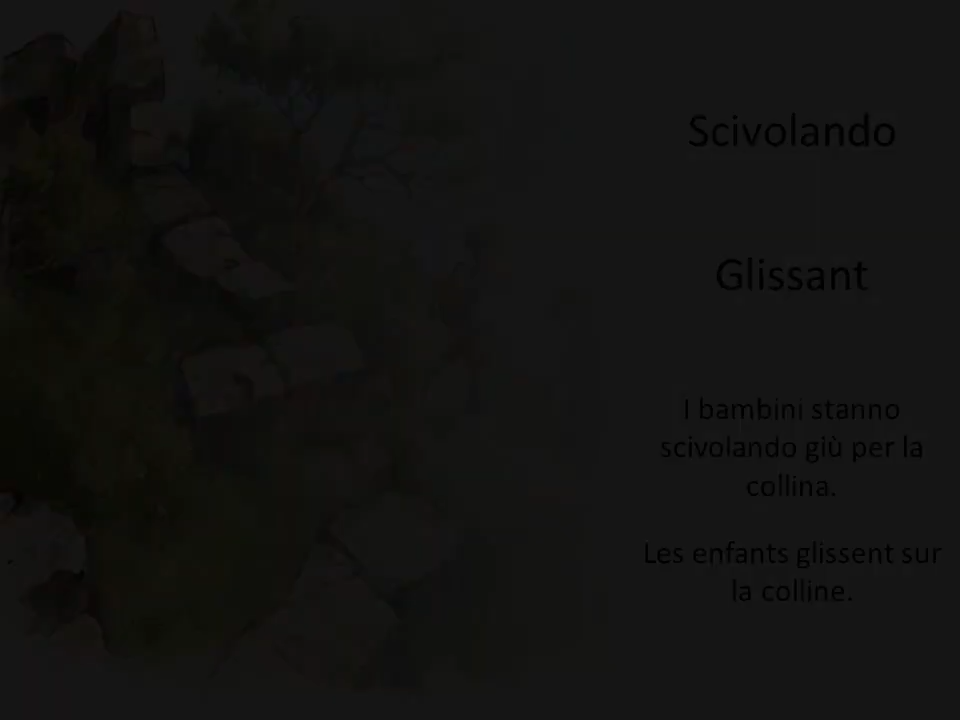 Scivolando
Glissant
I bambini stanno
scivolando giù per la
collina.
Les enfants glissent sur
la colline.